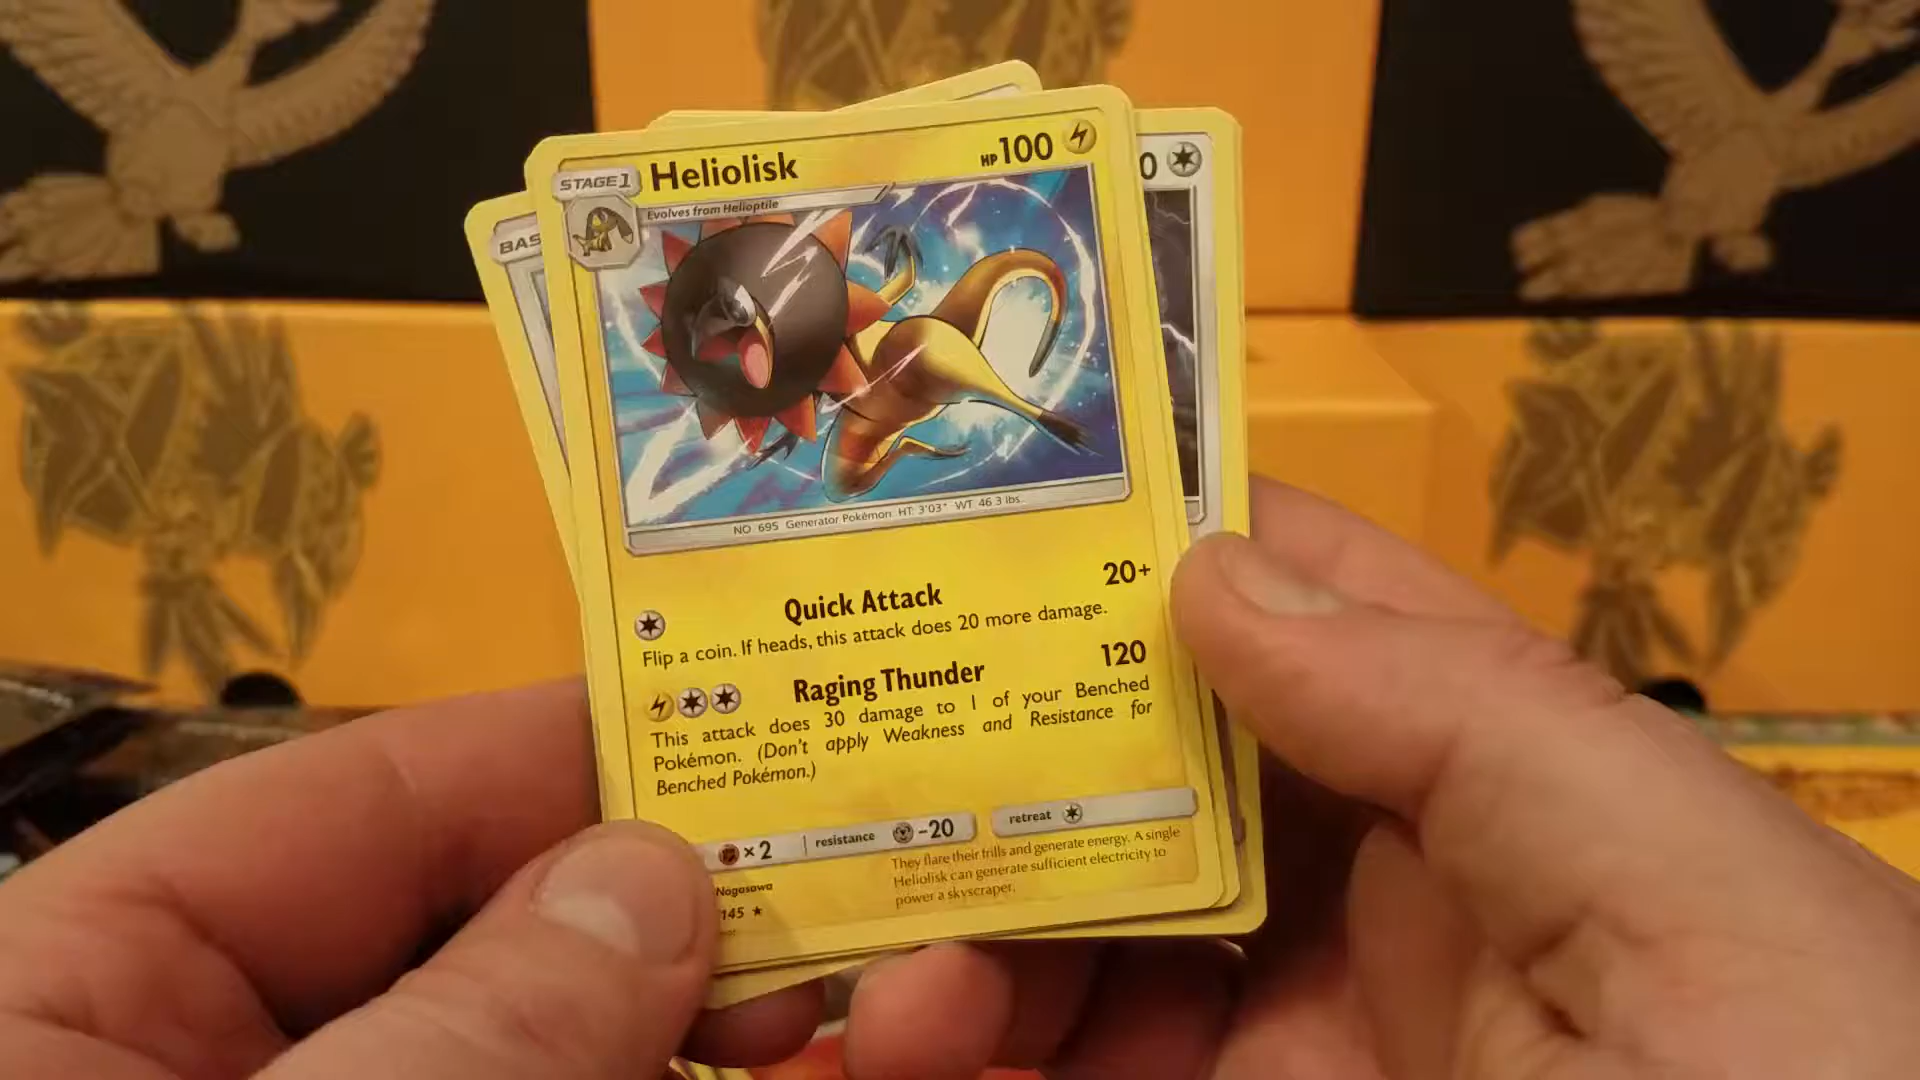 Heliolisk
HP 100
0
STAGE 1
Evolves from Helioptile
BAS
NO. 695 Generator Pokémon HT: 3'03" WT: 46.3 lbs.
Quick Attack 20+
Flip a coin. If heads, this attack does 20 more damage.
Raging Thunder 120
This attack does 30 damage to 1 of your Benched
Pokémon. (Don't apply Weakness and Resistance for
Benched Pokémon.)
×2 resistance -20 retreat
They flare their frills and generate energy. A single
Heliolisk can generate sufficient electricity to
power a skyscraper.
Nagasawa
145 ★